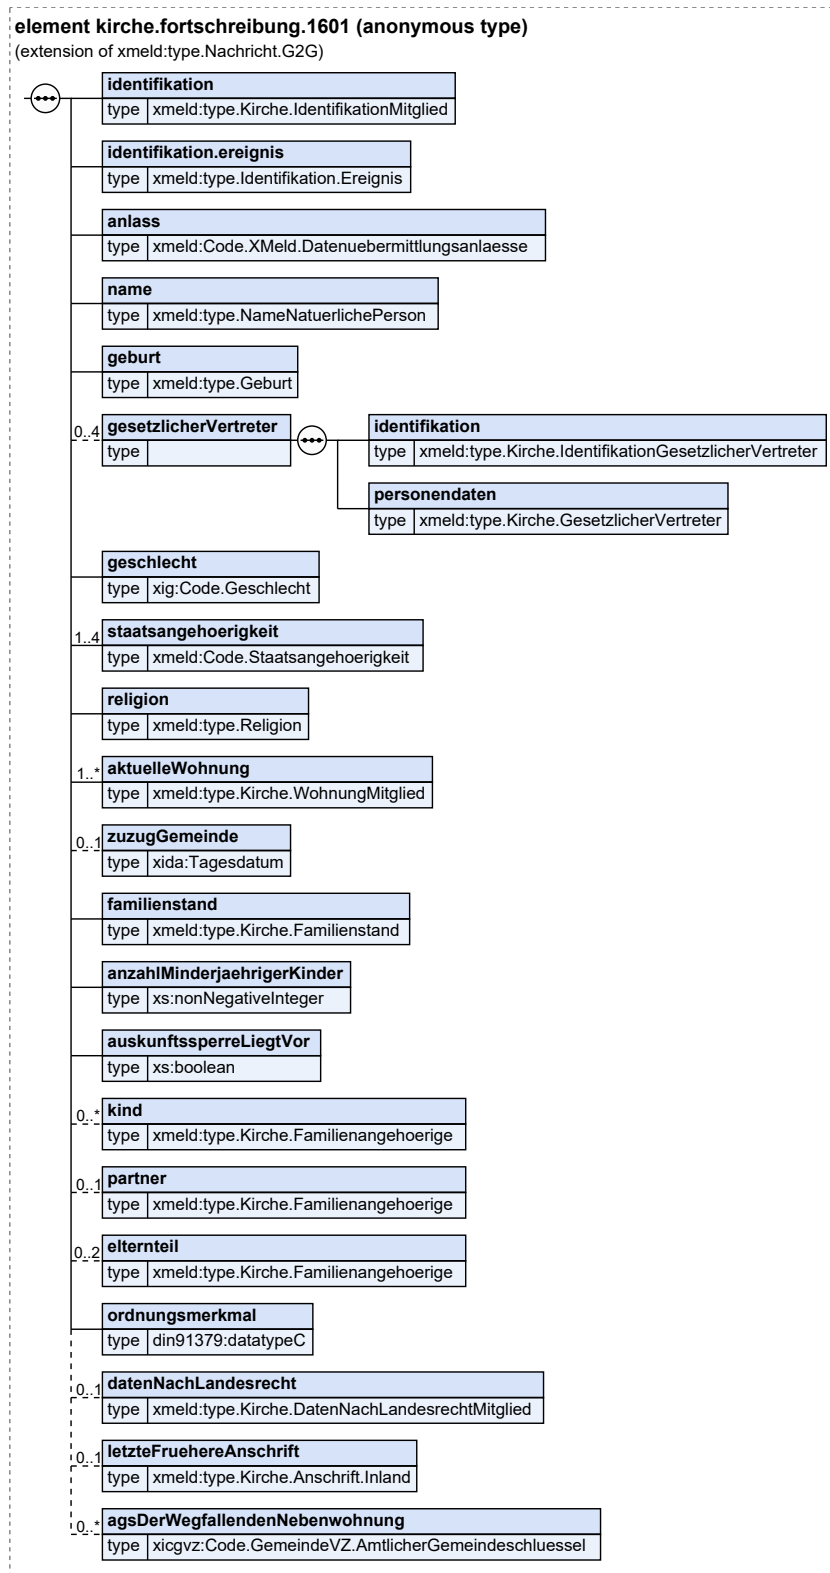 element kirche.fortschreibung.1601 (anonymous type)
(extension of xmeld:type.Nachricht.G2G)
identifikation
type xmeld:type.Kirche.IdentifikationMitglied
identifikation.ereignis
type xmeld:type.Identifikation.Ereignis
anlass
type xmeld:Code.XMeld.Datenuebermittlungsanlaesse
name
type xmeld:type.NameNatuerlichePerson
geburt
type xmeld:type.Geburt
0..4 gesetzlicherVertreter
type
identifikation
type xmeld:type.Kirche.IdentifikationGesetzlicherVertreter
personendaten
type xmeld:type.Kirche.GesetzlicherVertreter
geschlecht
type xig:Code.Geschlecht
1..4 staatsangehoerigkeit
type xmeld:Code.Staatsangehoerigkeit
religion
type xmeld:type.Religion
1..* aktuelleWohnung
type xmeld:type.Kirche.WohnungMitglied
0..1 zuzugGemeinde
type xida:Tagesdatum
familienstand
type xmeld:type.Kirche.Familienstand
anzahlMinderjaehrigerKinder
type xs:nonNegativeInteger
auskunftssperreLiegtVor
type xs:boolean
0..* kind
type xmeld:type.Kirche.Familienangehoerige
0..1 partner
type xmeld:type.Kirche.Familienangehoerige
0..2 elternteil
type xmeld:type.Kirche.Familienangehoerige
ordnungsmerkmal
type din91379:datatypeC
0..1 datenNachLandesrecht
type xmeld:type.Kirche.DatenNachLandesrechtMitglied
0..1 letzteFruehereAnschrift
type xmeld:type.Kirche.Anschrift.Inland
0..* agsDerWegfallendenNebenwohnung
type xicgvz:Code.GemeindeVZ.AmtlicherGemeindeschluessel